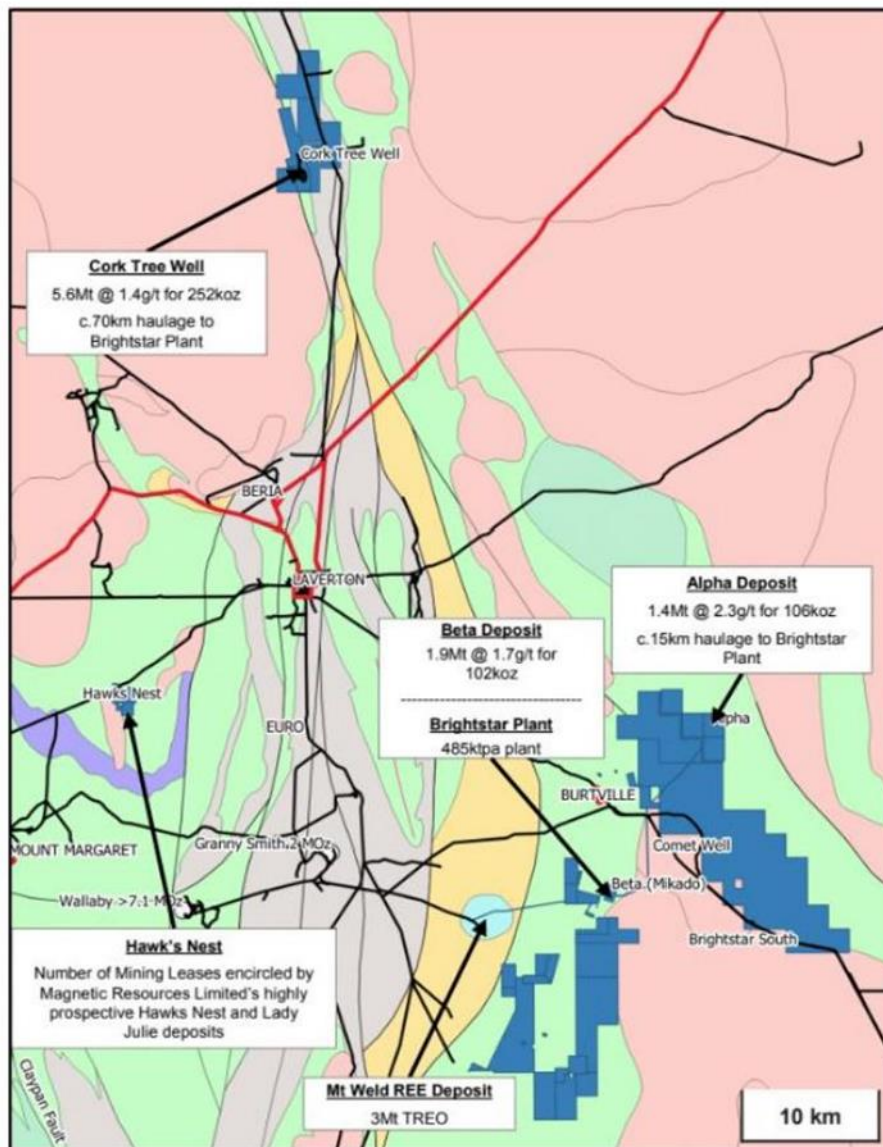 Cork Tree Well
Cork Tree Well
5.6Mt @ 1.4g/t for 252koz
c.70km haulage to
Brightstar Plant
BERIA
LAVERTON
Alpha Deposit
1.4Mt @ 2.3g/t for 106koz
c.15km haulage to Brightstar
Plant
Beta Deposit
1.9Mt @ 1.7g/t for
102koz
Brightstar Plant
485ktpa plant
Hawks Nest
EURO
Alpha
BURTVILLE
Comet Well
MOUNT MARGARET
Granny Smith 2 MOz
Beta (Mikado)
Wallaby >7.1 MOz
Brightstar South
Hawk's Nest
Number of Mining Leases encircled by
Magnetic Resources Limited's highly
prospective Hawks Nest and Lady
Julie deposits
Claypan Fault
Mt Weld REE Deposit
3Mt TREO
10 km